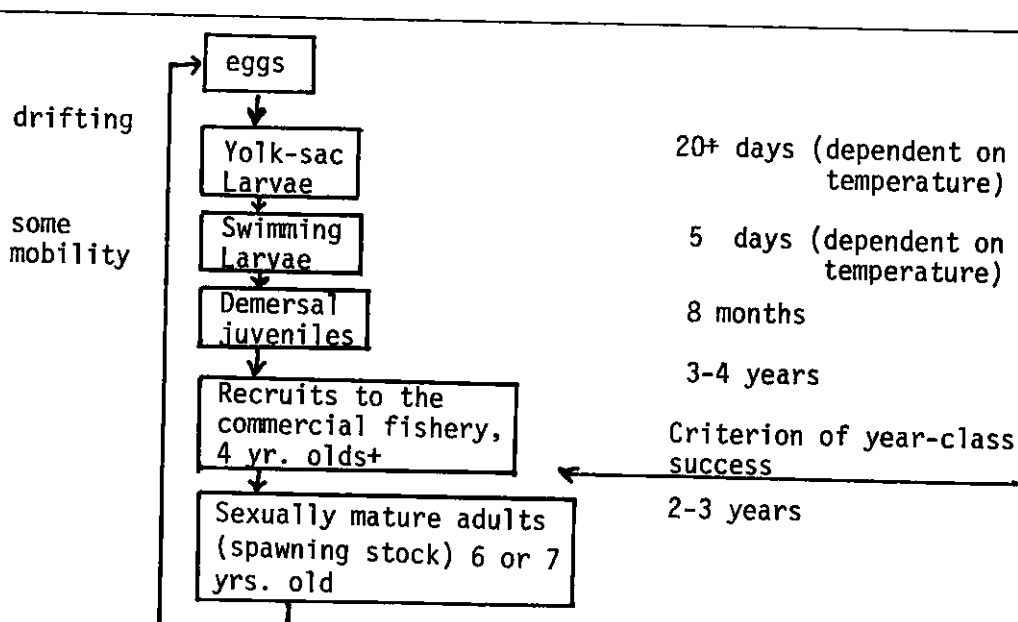 eggs
drifting
Yolk-sac
Larvae
20+ days (dependent on
temperature)
some
mobility
Swimming
Larvae
5 days (dependent on
temperature)
Demersal
juveniles
8 months
3-4 years
Recruits to the
commercial fishery,
4 yr. olds+
Criterion of year-class
success
2-3 years
Sexually mature adults
(spawning stock) 6 or 7
yrs. old